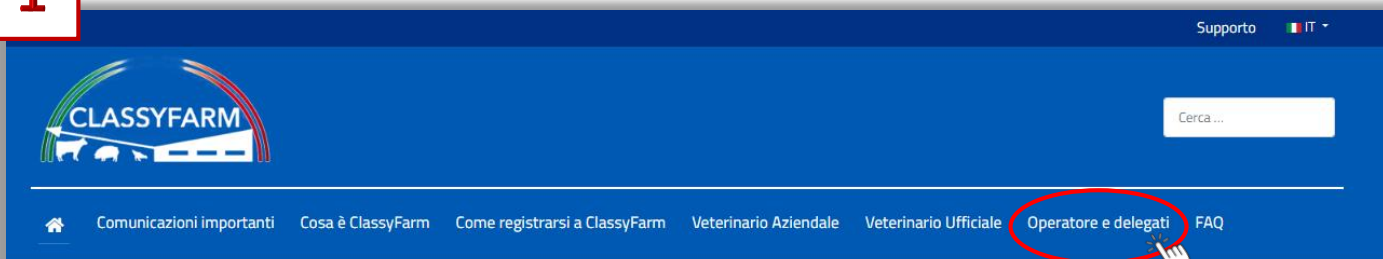 1
Supporto IT
CLASSYFARM
Cerca ...
Comunicazioni importanti Cosa è ClassyFarm Come registrarsi a ClassyFarm Veterinario Aziendale Veterinario Ufficiale Operatore e delegati FAQ